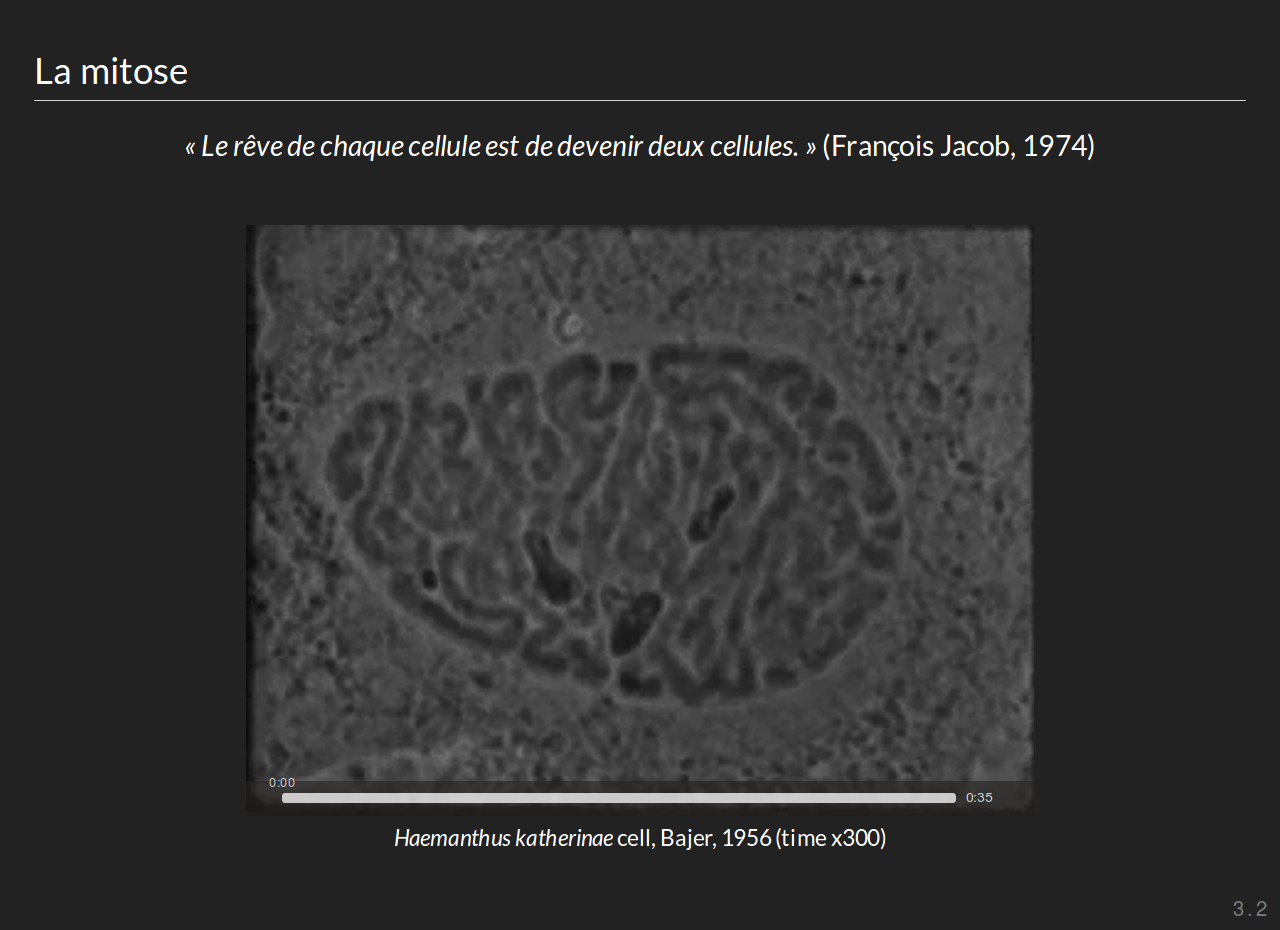 La mitose
« Le rêve de chaque cellule est de devenir deux cellules. » (François Jacob, 1974)
0:00
0:35
Haemanthus katherinae cell, Bajer, 1956 (time x300)
3.2